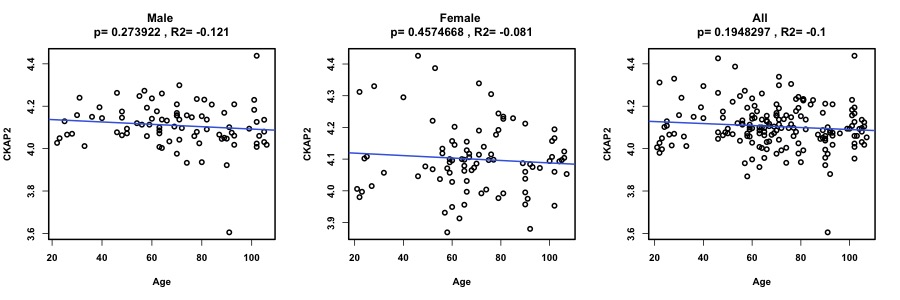 Male
p= 0.273922 , R2= -0.121
CKAP2
4.4
4.2
4.0
3.8
3.6
20 40 60 80 100
Age
Female
p= 0.4574668 , R2= -0.081
CKAP2
4.4
4.3
4.2
4.1
4.0
3.9
20 40 60 80 100
Age
All
p= 0.1948297 , R2= -0.1
CKAP2
4.4
4.2
4.0
3.8
3.6
20 40 60 80 100
Age